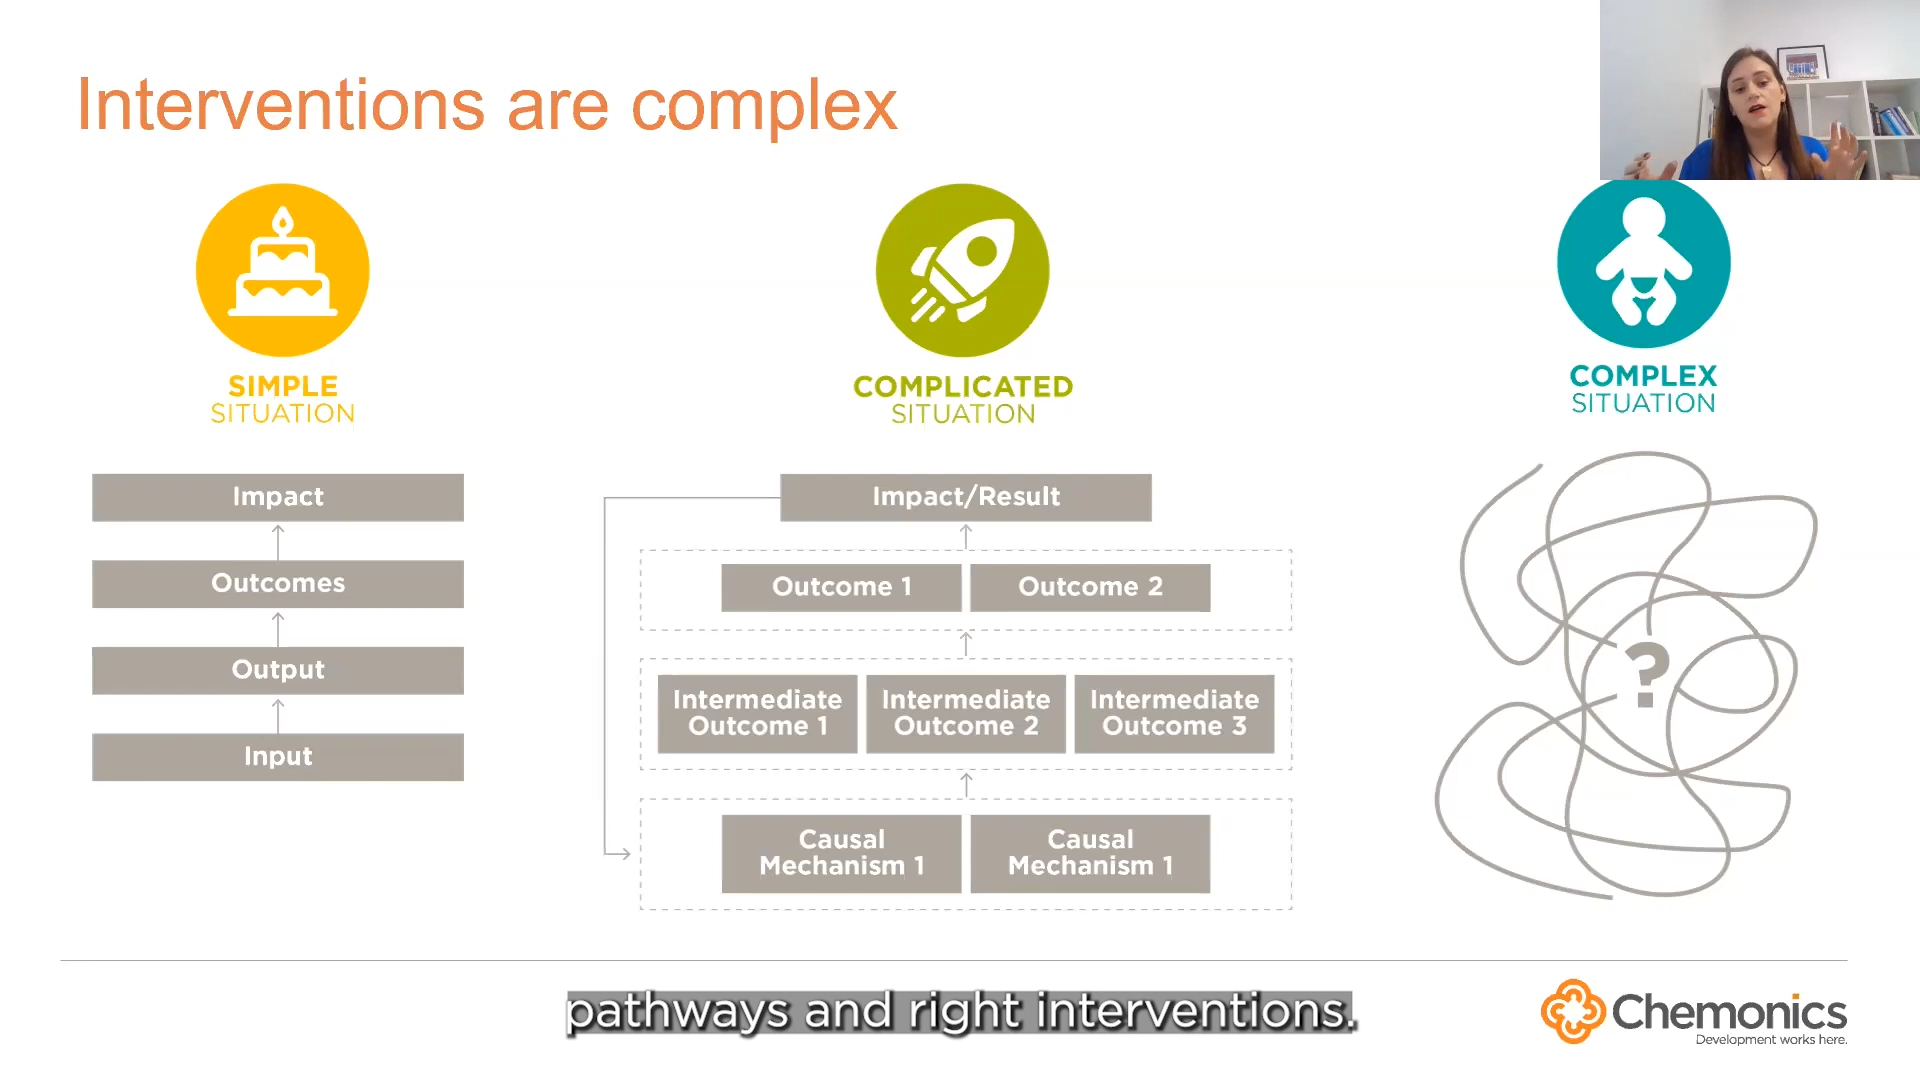 Interventions are complex
SIMPLE
SITUATION
Impact
Outcomes
Output
Input
COMPLICATED
SITUATION
Impact/Result
Outcome 1
Outcome 2
Intermediate
Outcome 1
Intermediate
Outcome 2
Intermediate
Outcome 3
Causal
Mechanism 1
Causal
Mechanism 1
COMPLEX
SITUATION
?
pathways and right interventions.
Chemonics
Development works here.